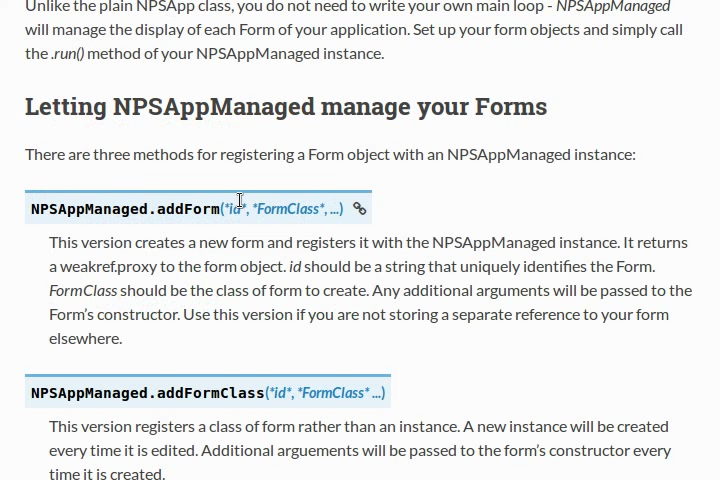 Unlike the plain NPSApp class, you do not need to write your own main loop - NPSAppManaged
will manage the display of each Form of your application. Set up your form objects and simply call
the .run() method of your NPSAppManaged instance.
Letting NPSAppManaged manage your Forms
There are three methods for registering a Form object with an NPSAppManaged instance:
NPSAppManaged.addForm(*id*, *FormClass*, ...)
This version creates a new form and registers it with the NPSAppManaged instance. It returns
a weakref.proxy to the form object. id should be a string that uniquely identifies the Form.
FormClass should be the class of form to create. Any additional arguments will be passed to the
Form’s constructor. Use this version if you are not storing a separate reference to your form
elsewhere.
NPSAppManaged.addFormClass(*id*, *FormClass* ...)
This version registers a class of form rather than an instance. A new instance will be created
every time it is edited. Additional arguements will be passed to the form’s constructor every
time it is created.